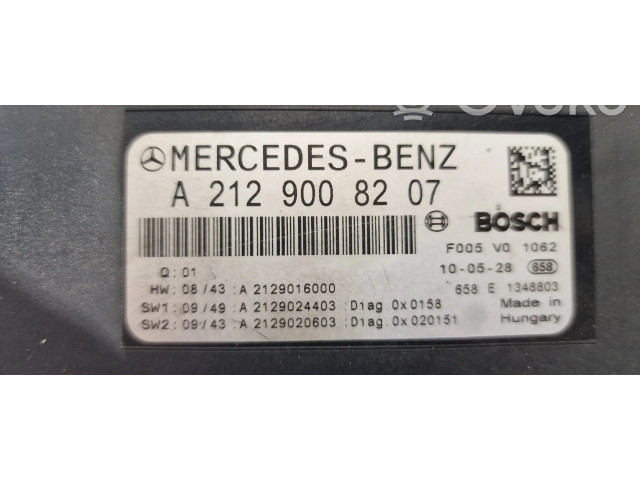 MERCEDES-BENZ
A 212 900 82 07
BOSCH
F005 V0 1062
Q:01
10-05-28 658
HW:08/43:A 2129016000
658 E 1348803
SW1:09/49:A 2129024403:Diag.0x0158
Made in
SW2:09/43:A 2129020603:Diag.0x020151
Hungary